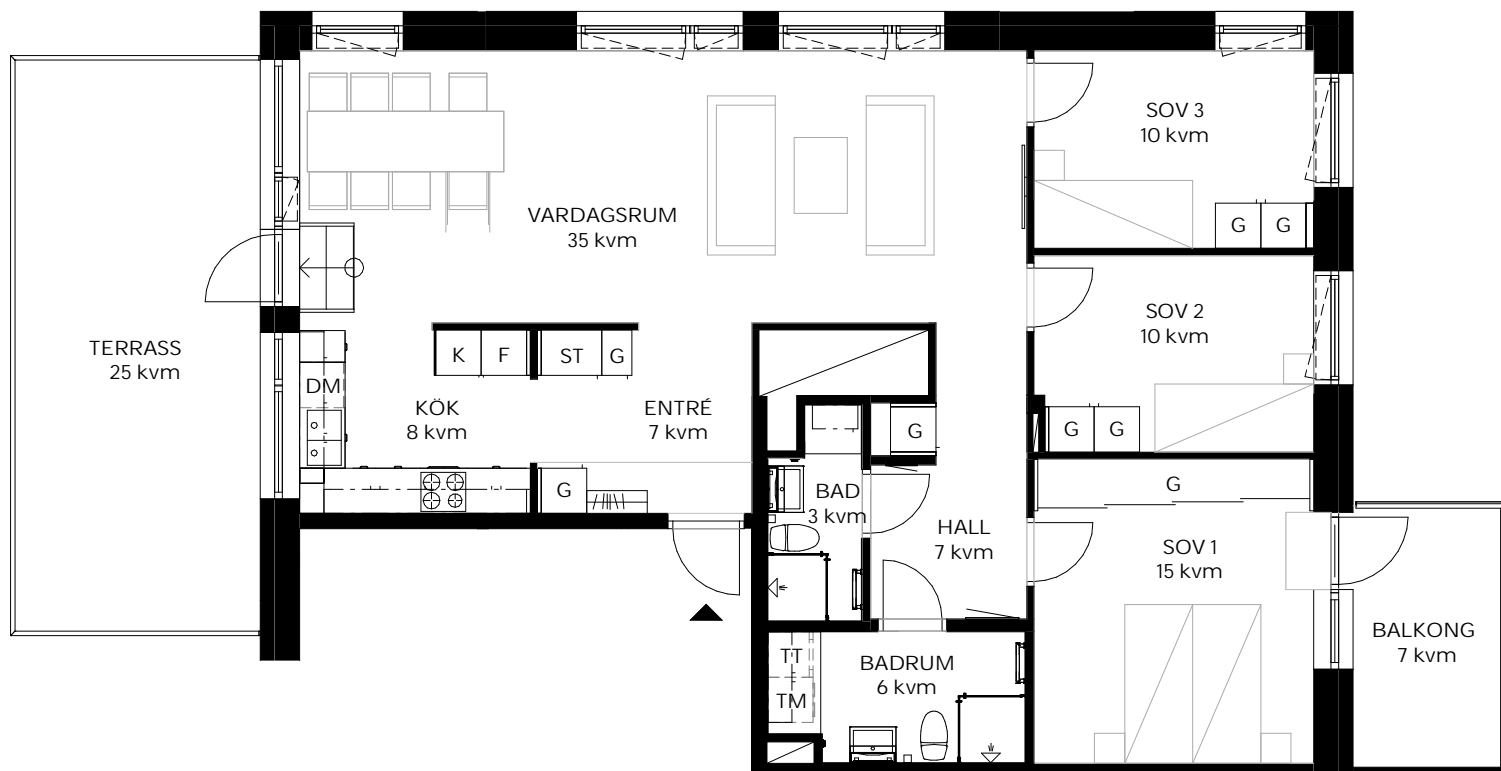 SOV 3
10 kvm
VARDAGSRUM
35 kvm
G G
SOV 2
10 kvm
TERRASS
25 kvm
K F ST G
DM
KÖK
8 kvm
ENTRÉ
7 kvm
G
G G
G
G
BAD
3 kvm
HALL
7 kvm
SOV 1
15 kvm
BALKONG
7 kvm
TT
TM
BADRUM
6 kvm